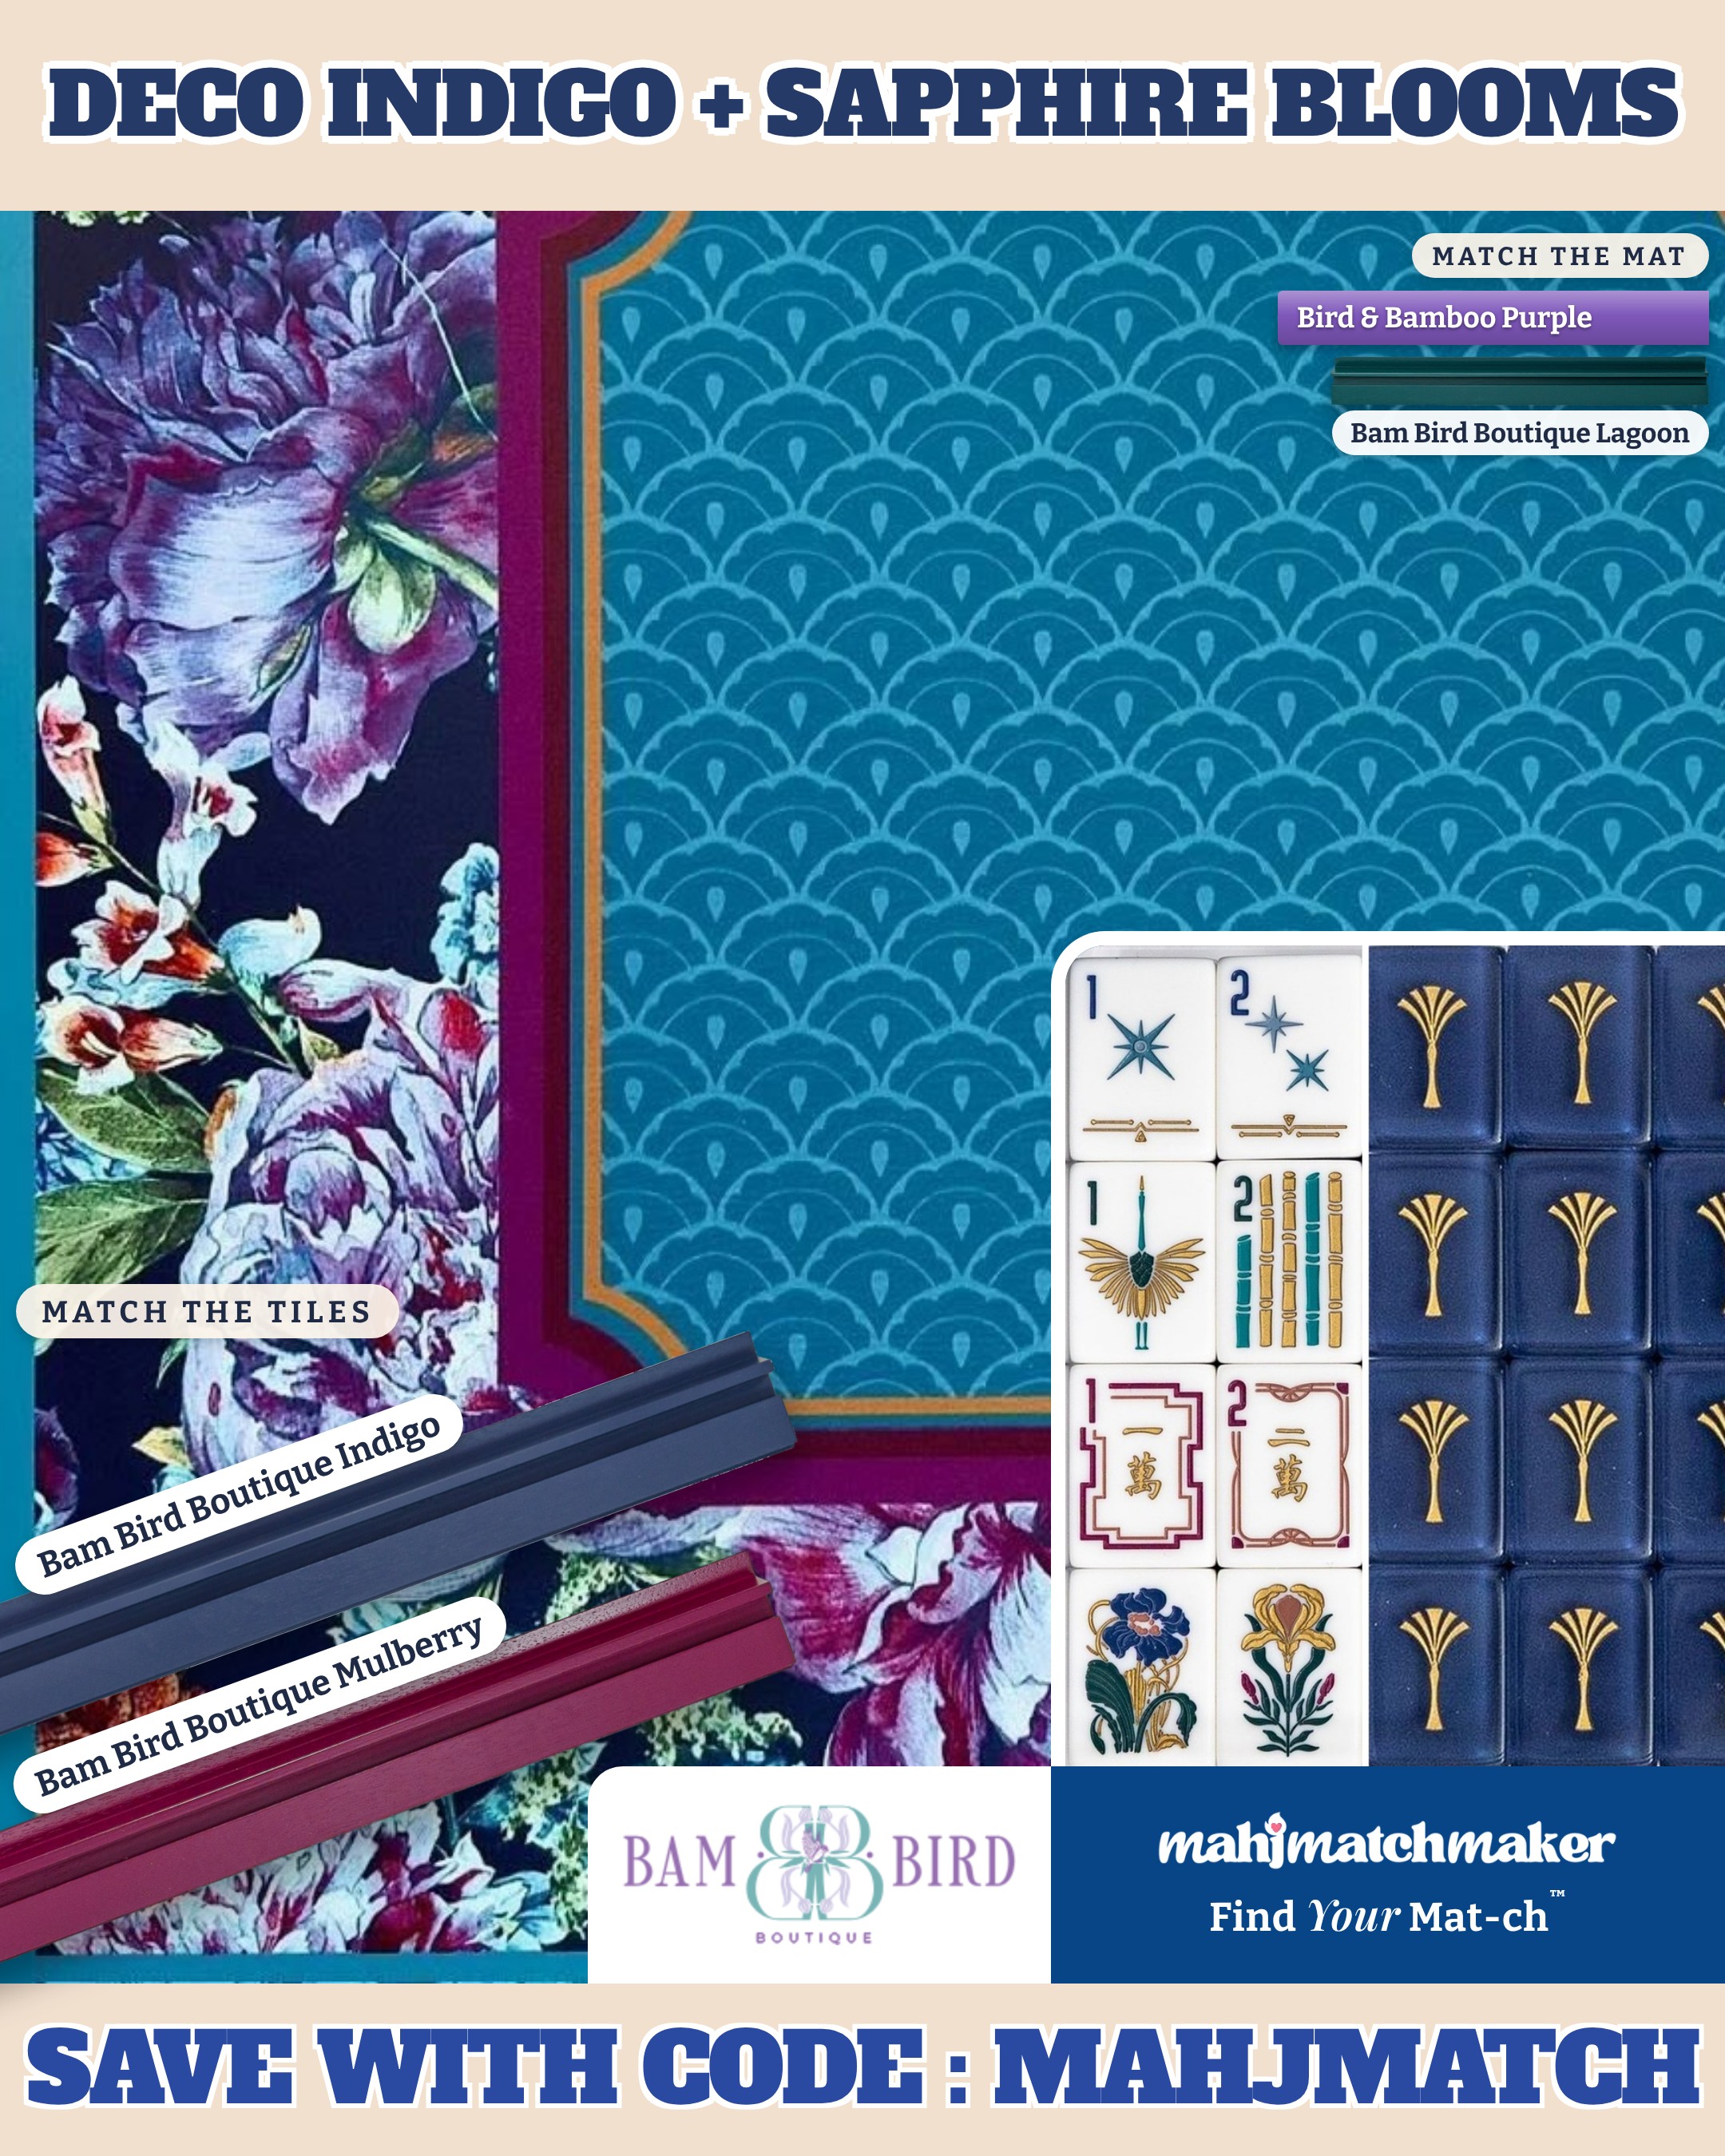 DECO INDIGO + SAPPHIRE BLOOMS
MATCH THE MAT
Bird & Bamboo Purple
Bam Bird Boutique Lagoon
1
2
1
2
1
一
萬
2
二
萬
MATCH THE TILES
Bam Bird Boutique Indigo
Bam Bird Boutique Mulberry
BAM BIRD
BOUTIQUE
mahjmatchmaker
Find Your Mat-ch™
SAVE WITH CODE : MAHJMATCH